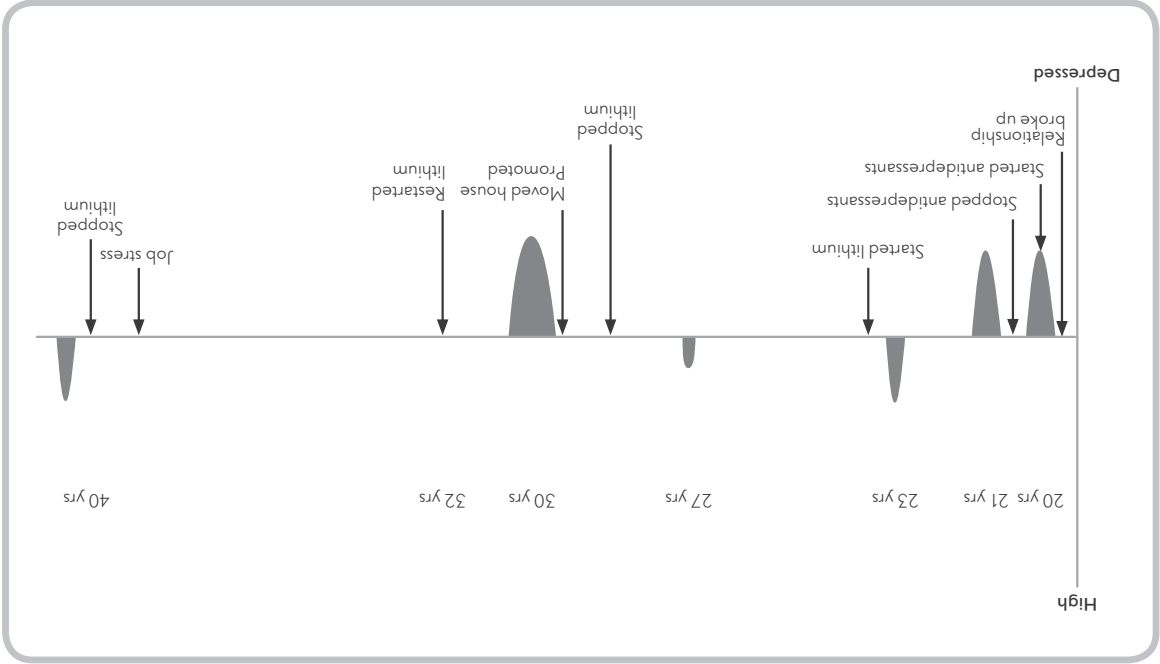 High
20 yrs
21 yrs
23 yrs
27 yrs
30 yrs
32 yrs
40 yrs
Relationship
broke up
Started antidepressants
Stopped antidepressants
Started lithium
Stopped
lithium
Moved house
Promoted
Restarted
lithium
Job stress
Stopped
lithium
Depressed